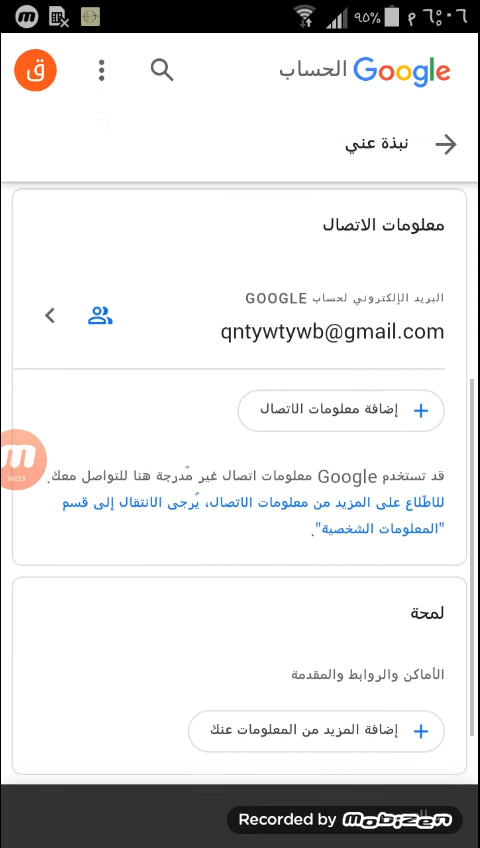 ٩٥% ٦:٠٦ م
ق
الحساب Google
نبذة عني
معلومات الاتصال
البريد الإلكتروني لحساب GOOGLE
qntywtywb@gmail.com
إضافة معلومات الاتصال
قد تستخدم Google معلومات اتصال غير مُدرجة هنا للتواصل معك.
للاطّلاع على المزيد من معلومات الاتصال، يُرجى الانتقال إلى قسم
"المعلومات الشخصية".
لمحة
الأماكن والروابط والمقدمة
إضافة المزيد من المعلومات عنك
Recorded by Mobizen